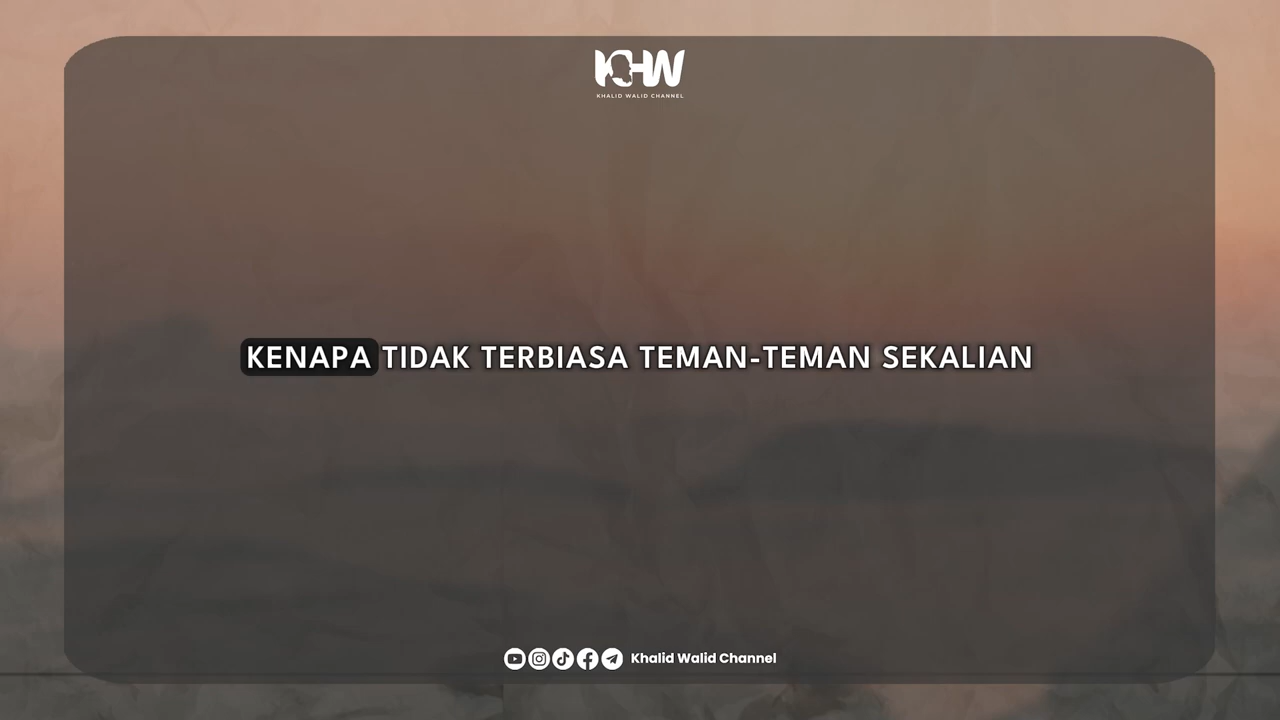 KHW
KHALID WALID CHANNEL
KENAPA TIDAK TERBIASA TEMAN-TEMAN SEKALIAN
Khalid Walid Channel